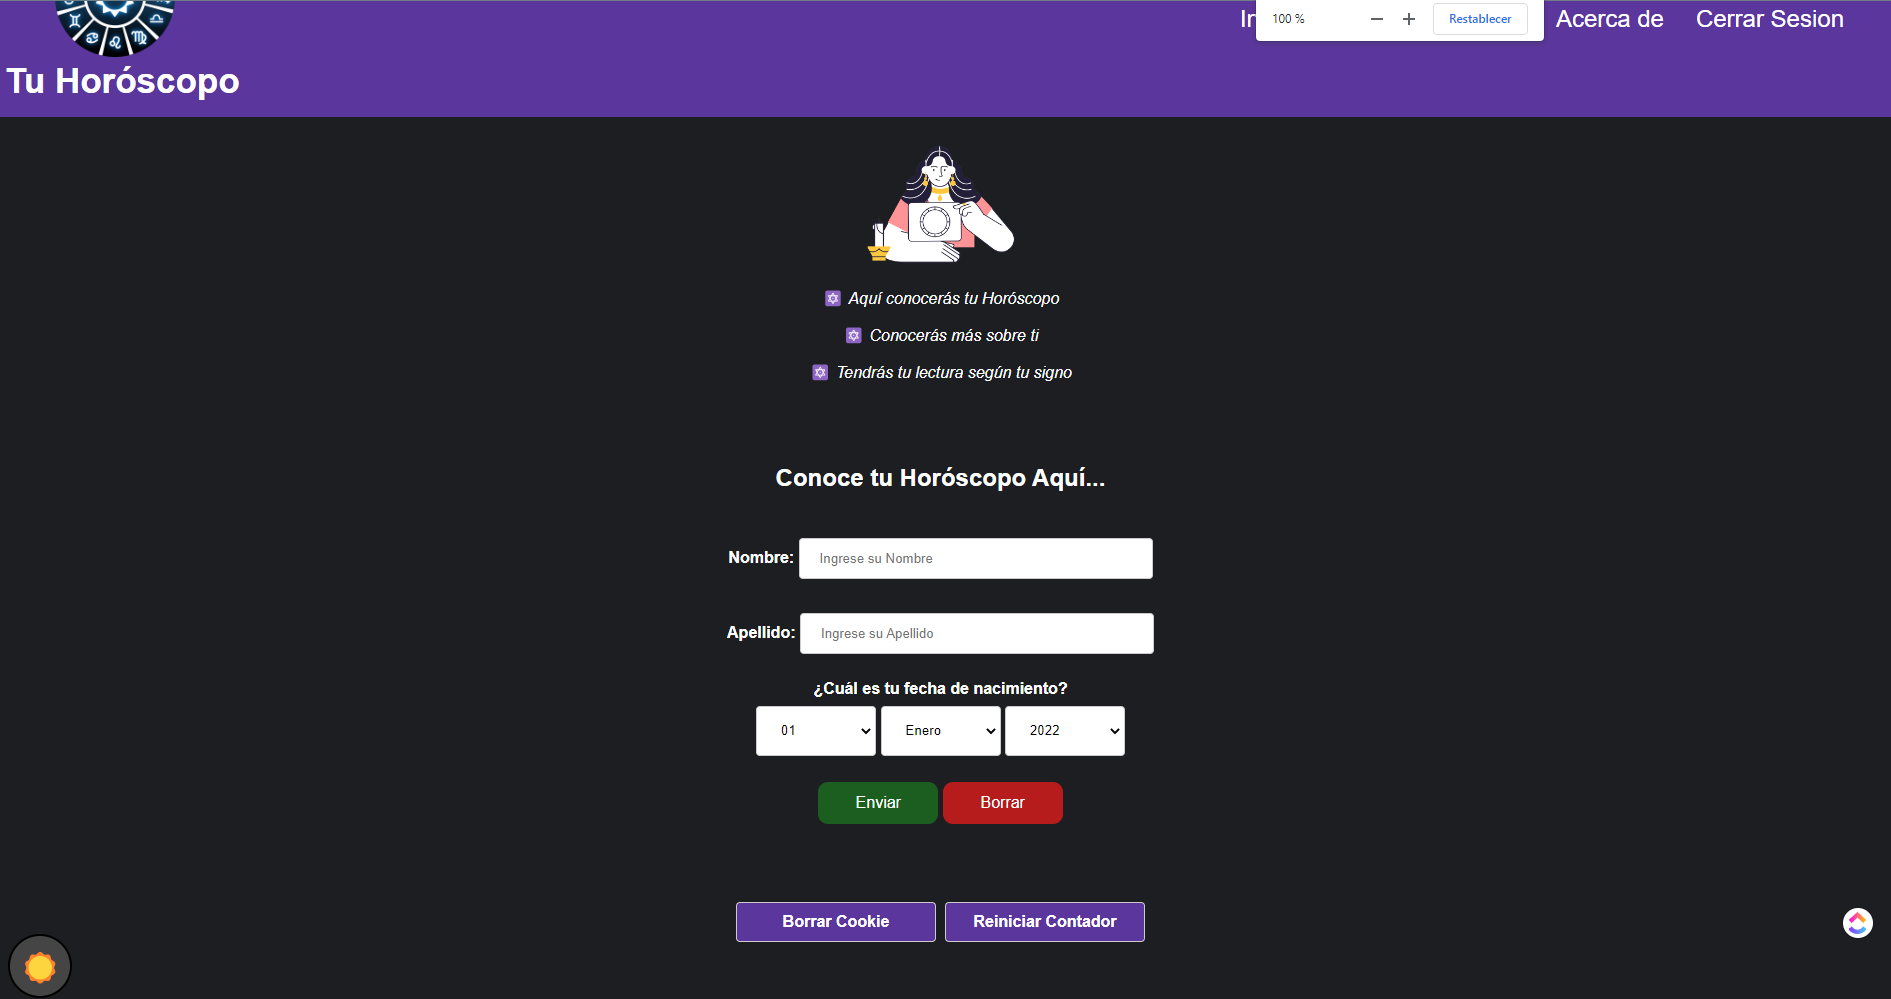 100 %
Restablecer
Acerca de
Cerrar Sesion
Tu Horóscopo
Aquí conocerás tu Horóscopo
Conocerás más sobre ti
Tendrás tu lectura según tu signo
Conoce tu Horóscopo Aquí...
Nombre: Ingrese su Nombre
Apellido: Ingrese su Apellido
¿Cuál es tu fecha de nacimiento?
01 Enero 2022
Enviar Borrar
Borrar Cookie Reiniciar Contador